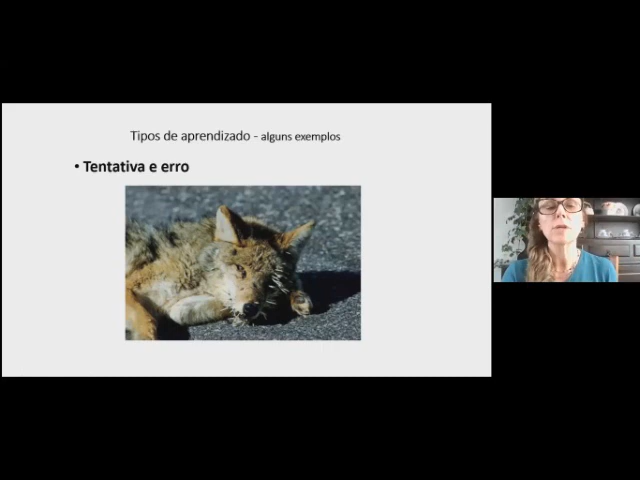 Tipos de aprendizado - alguns exemplos
• Tentativa e erro